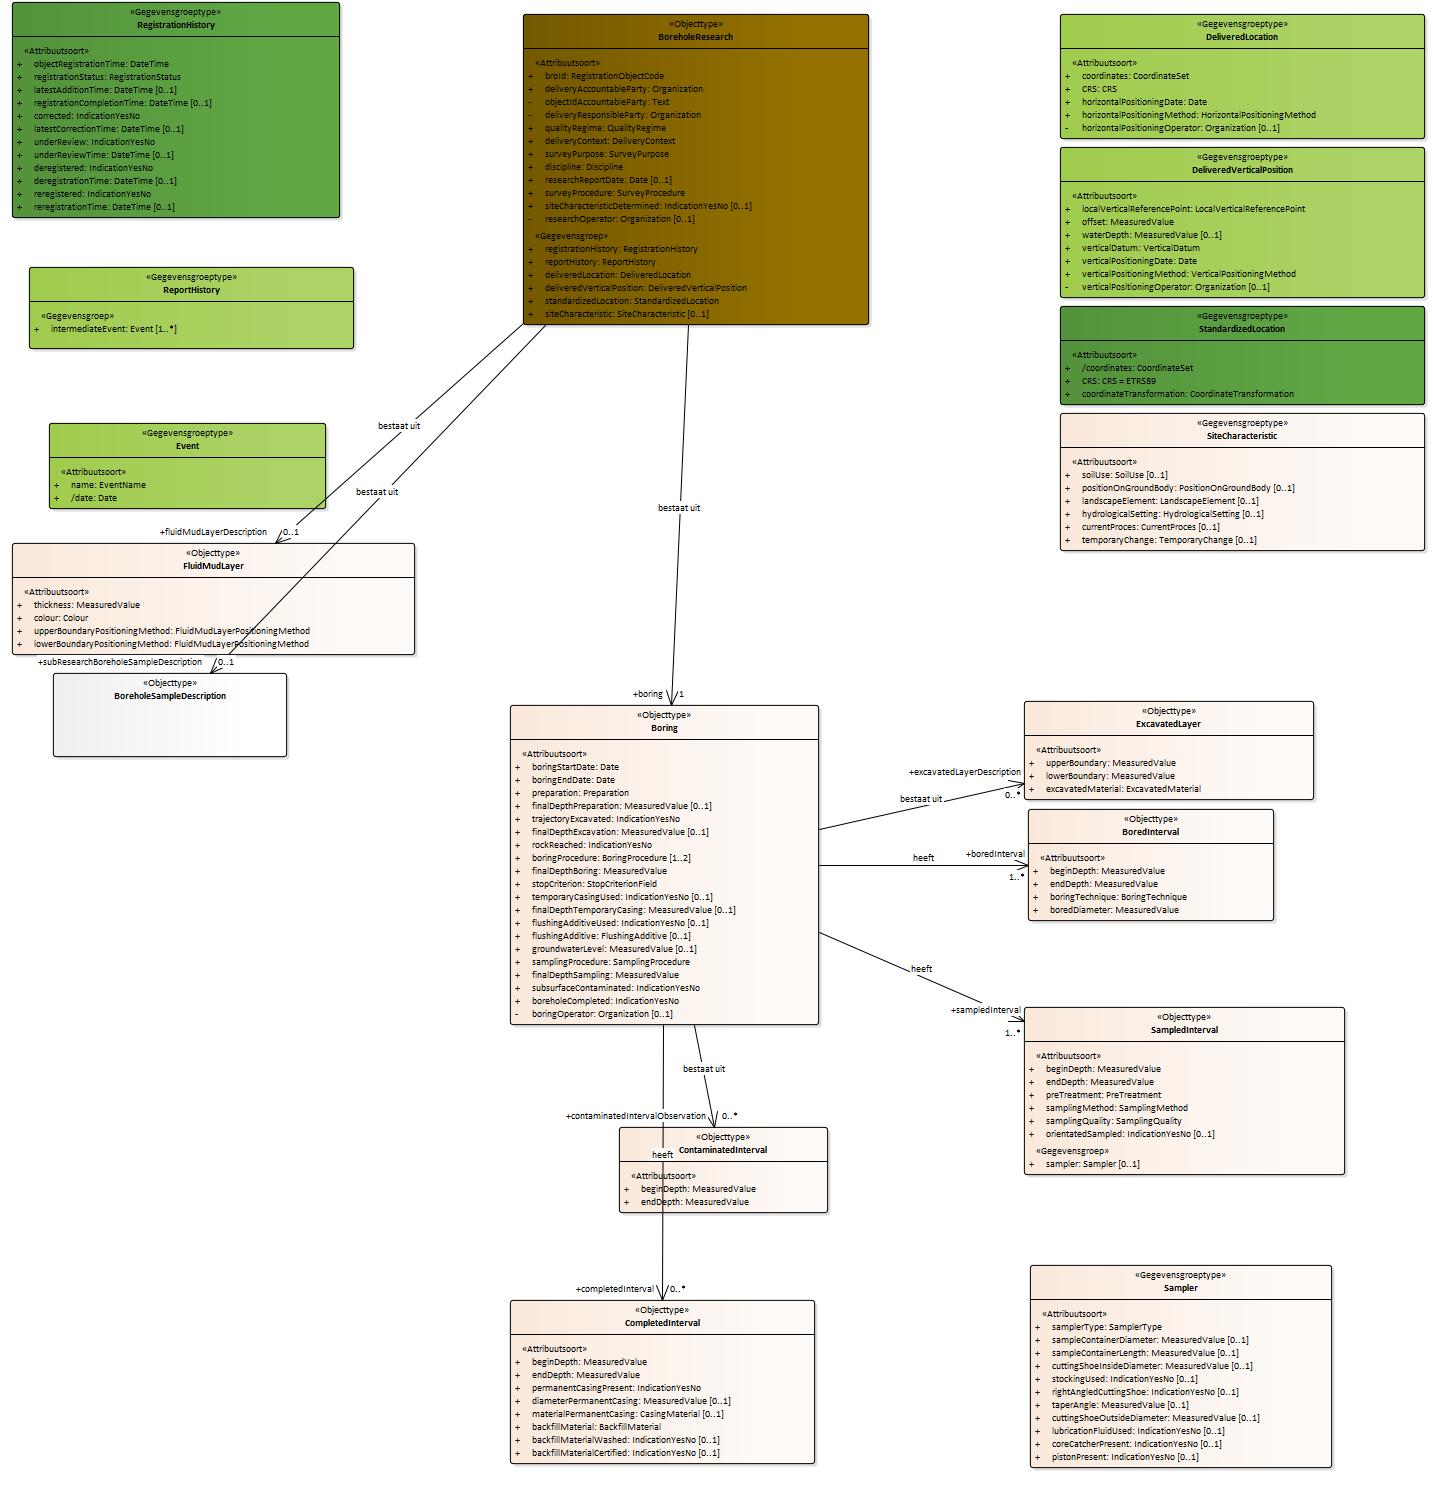 «Gegevensgroeptype»
RegistrationHistory
«Attribuutsoort»
+ objectRegistrationTime: DateTime
+ registrationStatus: RegistrationStatus
+ latestAdditionTime: DateTime [0..1]
+ registrationCompletionTime: DateTime [0..1]
+ corrected: IndicationYesNo
+ latestCorrectionTime: DateTime [0..1]
+ underReview: IndicationYesNo
+ underReviewTime: DateTime [0..1]
+ deregistered: IndicationYesNo
+ deregistrationTime: DateTime [0..1]
+ reregistered: IndicationYesNo
+ reregistrationTime: DateTime [0..1]
«Objecttype»
BoreholeResearch
«Attribuutsoort»
+ broId: RegistrationObjectCode
+ deliveryAccountableParty: Organization
- objectIdAccountableParty: Text
- deliveryResponsibleParty: Organization
+ qualityRegime: QualityRegime
+ deliveryContext: DeliveryContext
+ surveyPurpose: SurveyPurpose
+ discipline: Discipline
+ researchReportDate: Date [0..1]
+ surveyProcedure: SurveyProcedure
+ siteCharacteristicDetermined: IndicationYesNo [0..1]
- researchOperator: Organization [0..1]
«Gegevensgroep»
+ registrationHistory: RegistrationHistory
+ reportHistory: ReportHistory
+ deliveredLocation: DeliveredLocation
+ deliveredVerticalPosition: DeliveredVerticalPosition
+ standardizedLocation: StandardizedLocation
+ siteCharacteristic: SiteCharacteristic [0..1]
«Gegevensgroeptype»
DeliveredLocation
«Attribuutsoort»
+ coordinates: CoordinateSet
+ CRS: CRS
+ horizontalPositioningDate: Date
+ horizontalPositioningMethod: HorizontalPositioningMethod
- horizontalPositioningOperator: Organization [0..1]
«Gegevensgroeptype»
DeliveredVerticalPosition
«Attribuutsoort»
+ localVerticalReferencePoint: LocalVerticalReferencePoint
+ offset: MeasuredValue
+ waterDepth: MeasuredValue [0..1]
+ verticalDatum: VerticalDatum
+ verticalPositioningDate: Date
+ verticalPositioningMethod: VerticalPositioningMethod
- verticalPositioningOperator: Organization [0..1]
«Gegevensgroeptype»
ReportHistory
«Gegevensgroep»
+ intermediateEvent: Event [1..*]
«Gegevensgroeptype»
StandardizedLocation
«Attribuutsoort»
+ /coordinates: CoordinateSet
+ CRS: CRS = ETRS89
+ coordinateTransformation: CoordinateTransformation
«Gegevensgroeptype»
SiteCharacteristic
«Attribuutsoort»
+ soilUse: SoilUse [0..1]
+ positionOnGroundBody: PositionOnGroundBody [0..1]
+ landscapeElement: LandscapeElement [0..1]
+ hydrologicalSetting: HydrologicalSetting [0..1]
+ currentProces: CurrentProces [0..1]
+ temporaryChange: TemporaryChange [0..1]
«Gegevensgroeptype»
Event
«Attribuutsoort»
+ name: EventName
+ /date: Date
bestaat uit
bestaat uit
bestaat uit
+fluidMudLayerDescription 0..1
«Objecttype»
FluidMudLayer
«Attribuutsoort»
+ thickness: MeasuredValue
+ colour: Colour
+ upperBoundaryPositioningMethod: FluidMudLayerPositioningMethod
+ lowerBoundaryPositioningMethod: FluidMudLayerPositioningMethod
+subResearchBoreholeSampleDescription 0..1
«Objecttype»
BoreholeSampleDescription
+boring 1
«Objecttype»
Boring
«Attribuutsoort»
+ boringStartDate: Date
+ boringEndDate: Date
+ preparation: Preparation
+ finalDepthPreparation: MeasuredValue [0..1]
+ trajectoryExcavated: IndicationYesNo
+ finalDepthExcavation: MeasuredValue [0..1]
+ rockReached: IndicationYesNo
+ boringProcedure: BoringProcedure [1..2]
+ finalDepthBoring: MeasuredValue
+ stopCriterion: StopCriterionField
+ temporaryCasingUsed: IndicationYesNo [0..1]
+ finalDepthTemporaryCasing: MeasuredValue [0..1]
+ flushingAdditiveUsed: IndicationYesNo [0..1]
+ flushingAdditive: FlushingAdditive [0..1]
+ groundwaterLevel: MeasuredValue [0..1]
+ samplingProcedure: SamplingProcedure
+ finalDepthSampling: MeasuredValue
+ subsurfaceContaminated: IndicationYesNo
+ boreholeCompleted: IndicationYesNo
- boringOperator: Organization [0..1]
+excavatedLayerDescription
bestaat uit
0..*
«Objecttype»
ExcavatedLayer
«Attribuutsoort»
+ upperBoundary: MeasuredValue
+ lowerBoundary: MeasuredValue
+ excavatedMaterial: ExcavatedMaterial
heeft
+boredInterval
1..*
«Objecttype»
BoredInterval
«Attribuutsoort»
+ beginDepth: MeasuredValue
+ endDepth: MeasuredValue
+ boringTechnique: BoringTechnique
+ boredDiameter: MeasuredValue
heeft
+sampledInterval
1..*
«Objecttype»
SampledInterval
«Attribuutsoort»
+ beginDepth: MeasuredValue
+ endDepth: MeasuredValue
+ preTreatment: PreTreatment
+ samplingMethod: SamplingMethod
+ samplingQuality: SamplingQuality
+ orientatedSampled: IndicationYesNo [0..1]
«Gegevensgroep»
+ sampler: Sampler [0..1]
bestaat uit
+contaminatedIntervalObservation 0..*
«Objecttype»
ContaminatedInterval
heeft
«Attribuutsoort»
+ beginDepth: MeasuredValue
+ endDepth: MeasuredValue
+completedInterval 0..*
«Objecttype»
CompletedInterval
«Attribuutsoort»
+ beginDepth: MeasuredValue
+ endDepth: MeasuredValue
+ permanentCasingPresent: IndicationYesNo
+ diameterPermanentCasing: MeasuredValue [0..1]
+ materialPermanentCasing: CasingMaterial [0..1]
+ backfillMaterial: BackfillMaterial
+ backfillMaterialWashed: IndicationYesNo [0..1]
+ backfillMaterialCertified: IndicationYesNo [0..1]
«Gegevensgroeptype»
Sampler
«Attribuutsoort»
+ samplerType: SamplerType
+ sampleContainerDiameter: MeasuredValue [0..1]
+ sampleContainerLength: MeasuredValue [0..1]
+ cuttingShoeInsideDiameter: MeasuredValue [0..1]
+ stockingUsed: IndicationYesNo [0..1]
+ rightAngledCuttingShoe: IndicationYesNo [0..1]
+ taperAngle: MeasuredValue [0..1]
+ cuttingShoeOutsideDiameter: MeasuredValue [0..1]
+ lubricationFluidUsed: IndicationYesNo [0..1]
+ coreCatcherPresent: IndicationYesNo [0..1]
+ pistonPresent: IndicationYesNo [0..1]